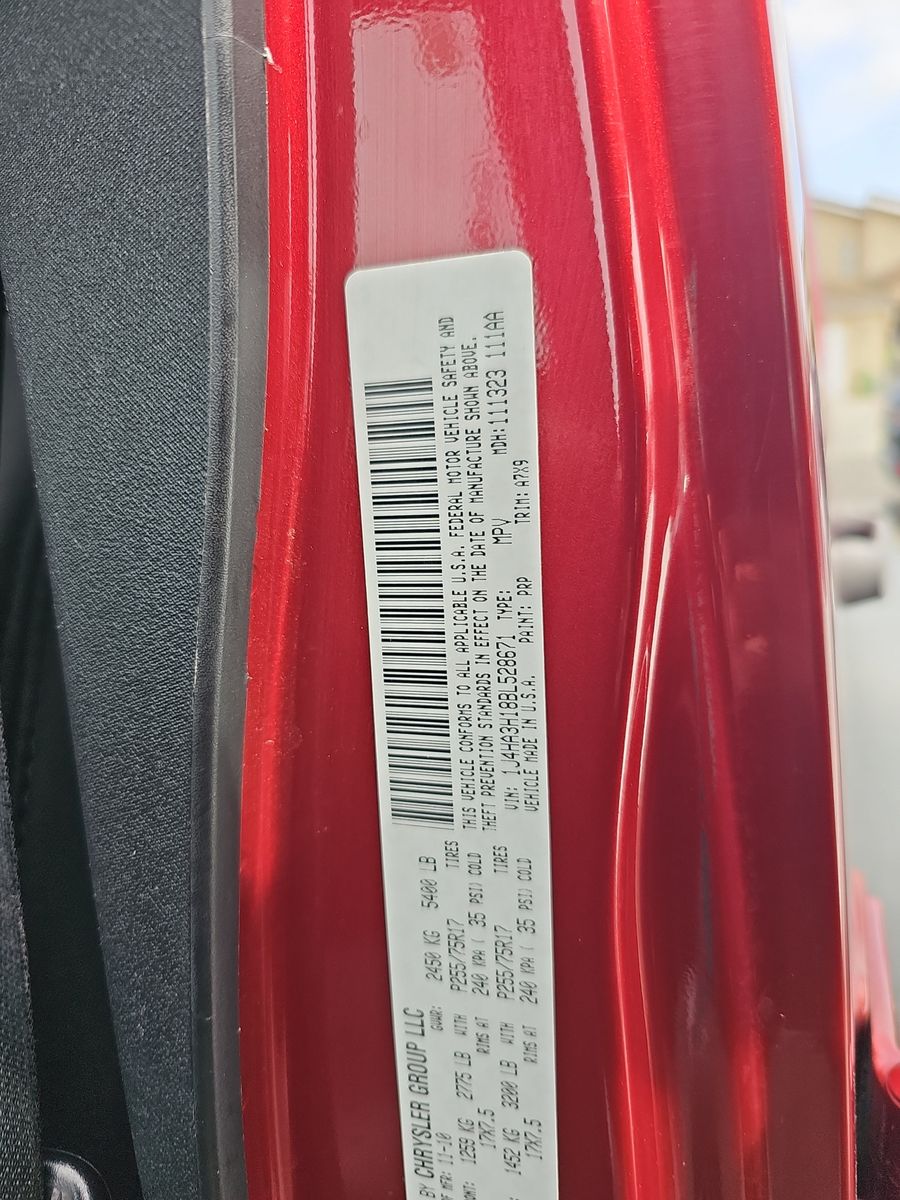 BY CHRYSLER GROUP LLC
OF MFR: 11-10 GVWR: 2450 KG 5400 LB
1259 KG 2775 LB WITH P255/75R17 TIRES
17X7.5 RIMS AT 240 KPA ( 35 PSI) COLD
1452 KG 3200 LB WITH P255/75R17 TIRES
17X7.5 RIMS AT 240 KPA ( 35 PSI) COLD
THIS VEHICLE CONFORMS TO ALL APPLICABLE U.S.A. FEDERAL MOTOR VEHICLE SAFETY AND
THEFT PREVENTION STANDARDS IN EFFECT ON THE DATE OF MANUFACTURE SHOWN ABOVE.
VIN: 1J4HA3H18BL528671 TYPE: MPV MDH:111323 111AA
VEHICLE MADE IN U.S.A. PAINT: PRP TRIM: A7X9